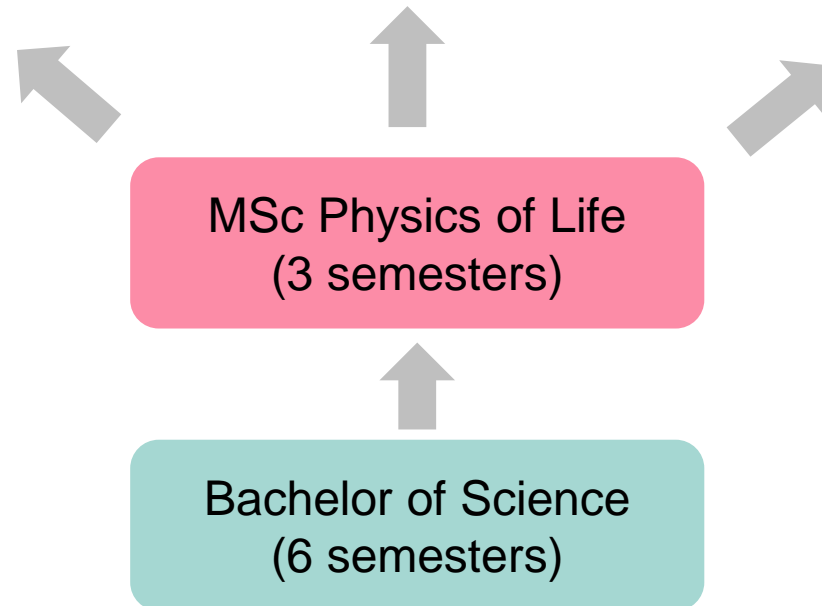 MSc Physics of Life
(3 semesters)
Bachelor of Science
(6 semesters)